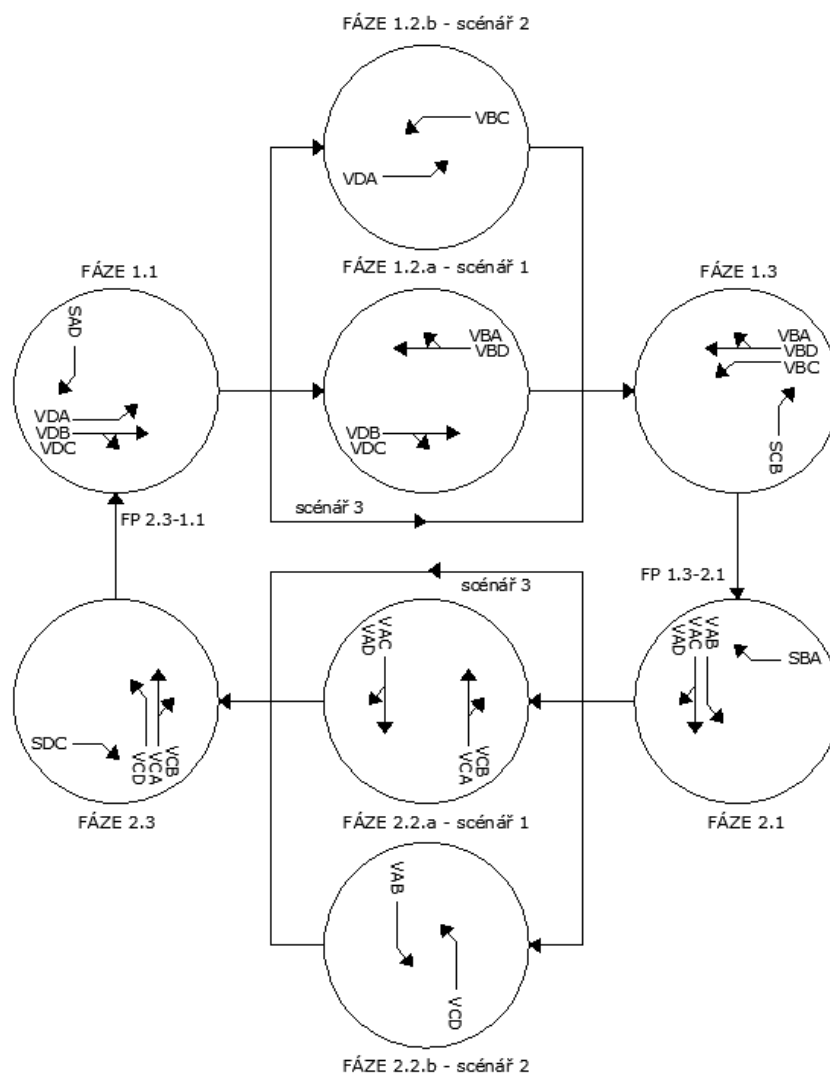 FÁZE 1.2.b - scénář 2
VBC
VDA
FÁZE 1.1
FÁZE 1.2.a - scénář 1
FÁZE 1.3
SAD
VDA
VDB
VDC
VBA
VBD
VDB
VDC
VBA
VBD
VBC
SCB
scénář 3
FP 2.3-1.1
FP 1.3-2.1
scénář 3
SDC
VCD
VCA
VCB
FÁZE 2.3
VAD
VAC
VCA
VCB
FÁZE 2.2.a - scénář 1
VAD
VAC
VAB
SBA
FÁZE 2.1
VAB
VCD
FÁZE 2.2.b - scénář 2